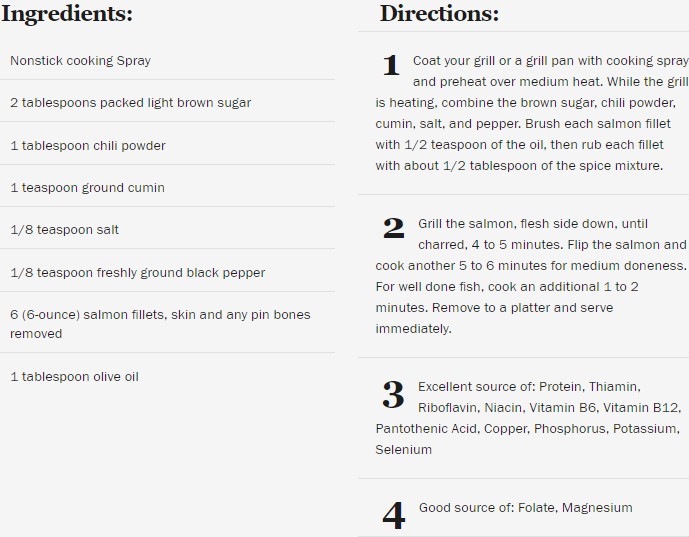 Ingredients:
Nonstick cooking Spray
2 tablespoons packed light brown sugar
1 tablespoon chili powder
1 teaspoon ground cumin
1/8 teaspoon salt
1/8 teaspoon freshly ground black pepper
6 (6-ounce) salmon fillets, skin and any pin bones
removed
1 tablespoon olive oil
Directions:
1 Coat your grill or a grill pan with cooking spray
and preheat over medium heat. While the grill
is heating, combine the brown sugar, chili powder,
cumin, salt, and pepper. Brush each salmon fillet
with 1/2 teaspoon of the oil, then rub each fillet
with about 1/2 tablespoon of the spice mixture.
2 Grill the salmon, flesh side down, until
charred, 4 to 5 minutes. Flip the salmon and
cook another 5 to 6 minutes for medium doneness.
For well done fish, cook an additional 1 to 2
minutes. Remove to a platter and serve
immediately.
3 Excellent source of: Protein, Thiamin,
Riboflavin, Niacin, Vitamin B6, Vitamin B12,
Pantothenic Acid, Copper, Phosphorus, Potassium,
Selenium
4 Good source of: Folate, Magnesium